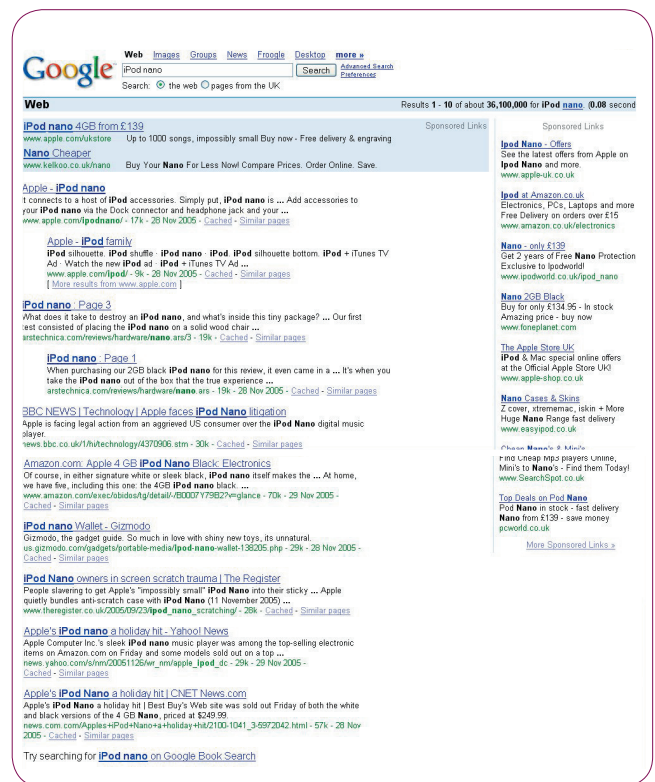 Google
Web Images Groups News Froogle Desktop more »
iPod nano Search Advanced Search
Preferences
Search: the web pages from the UK
Web Results 1 - 10 of about 36,100,000 for iPod nano. (0.08 second
iPod nano 4GB from £139 Sponsored Links
www.apple.com/ukstore Up to 1000 songs, impossibly small Buy now - Free delivery & engraving
Nano Cheaper
www.kelkoo.co.uk/nano Buy Your Nano For Less Now! Compare Prices. Order Online. Save.
Apple - iPod nano
It connects to a host of iPod accessories. Simply put, iPod nano is ... Add accessories to
your iPod nano via the Dock connector and headphone jack and your ...
www.apple.com/ipodnano/ - 17k - 28 Nov 2005 - Cached - Similar pages
Apple - iPod family
iPod silhouette. iPod shuffle · iPod nano · iPod. iPod silhouette bottom. iPod + iTunes TV
Ad · Watch the new iPod ad · iPod + iTunes TV Ad ...
www.apple.com/ipod/ - 9k - 28 Nov 2005 - Cached - Similar pages
[ More results from www.apple.com ]
iPod nano : Page 3
What does it take to destroy an iPod nano, and what's inside this tiny package? ... Our first
test consisted of placing the nano on a solid wood chair ...
arstechnica.com/reviews/hardware/nano.ars/3 - 19k - Cached - Similar pages
iPod nano : Page 1
When purchasing our 2GB black iPod nano for this review, it even came in a ... It's when you
take the iPod nano out of the box that the true experience ...
arstechnica.com/reviews/hardware/nano.ars - 19k - 28 Nov 2005 - Cached - Similar pages
BBC NEWS | Technology | Apple faces iPod Nano litigation
Apple is facing legal action from an aggrieved US consumer over the iPod Nano digital music
player.
news.bbc.co.uk/1/hi/technology/4370906.stm - 30k - Cached - Similar pages
Amazon.com: Apple 4 GB iPod Nano Black: Electronics
Of course, in either signature white or sleek black, iPod nano itself makes the ... At home,
we have five, including this one: the 4GB iPod nano black. ...
www.amazon.com/exec/obidos/tg/detail/-/B0007Y79B2?v=glance - 70k - 29 Nov 2005 -
Cached - Similar pages
iPod nano Wallet - Gizmodo
Gizmodo, the gadget guide. So much in love with shiny new toys, its unnatural.
us.gizmodo.com/gadgets/portable-media/ipod-nano-wallet-138205.php - 29k - 28 Nov 2005 -
Cached - Similar pages
iPod Nano owners in screen scratch trauma | The Register
People slavering to get Apple's "impossibly small" iPod Nano into their sticky ... Apple
quietly bundles anti-scratch case with iPod Nano (11 November 2005) ...
www.theregister.co.uk/2005/09/23/ipod_nano_scratching/ - 28k - Cached - Similar pages
Apple's iPod nano a holiday hit - Yahoo! News
Apple Computer Inc.'s sleek iPod nano music player was among the top-selling electronic
items on Amazon.com on Friday and some models sold out on a top ...
news.yahoo.com/s/nm/20051126/wr_nm/apple_ipod_dc - 29k - 29 Nov 2005 -
Cached - Similar pages
Apple's iPod Nano a holiday hit | CNET News.com
Apple's iPod Nano a holiday hit | Best Buy's Web site was sold out Friday of both the white
and black versions of the 4 GB Nano, priced at $249.99.
news.com.com/Apples+iPod+Nano+a+holiday+hit/2100-1041_3-5972042.html - 57k - 28 Nov
2005 - Cached - Similar pages
Try searching for iPod nano on Google Book Search
Sponsored Links
Ipod Nano - Offers
See the latest offers from Apple on
Ipod Nano and more.
www.apple-uk.co.uk
Ipod at Amazon.co.uk
Electronics, PCs, Laptops and more
Free Delivery on orders over £15
www.amazon.co.uk/electronics
Nano - only £139
Get 2 years of Free Nano Protection
Exclusive to Ipodworld!
www.ipodworld.co.uk/ipod_nano
Nano 2GB Black
Buy for only £134.95 - In stock
Amazing price - buy now
www.foneplanet.com
The Apple Store UK
iPod & Mac special online offers
at the Official Apple Store UK!
www.apple-shop.co.uk
Nano Cases & Skins
Z cover, xtrememac, iskin + More
Huge Nano Range fast delivery
www.easyipod.co.uk
Cheap Nano's & Mini's
Find Cheap Mp3 players Online,
Mini's to Nano's - Find them Today!
www.SearchSpot.co.uk
Top Deals on Pod Nano
Pod Nano in stock - fast delivery
Nano from £139 - save money
pcworld.co.uk
More Sponsored Links »